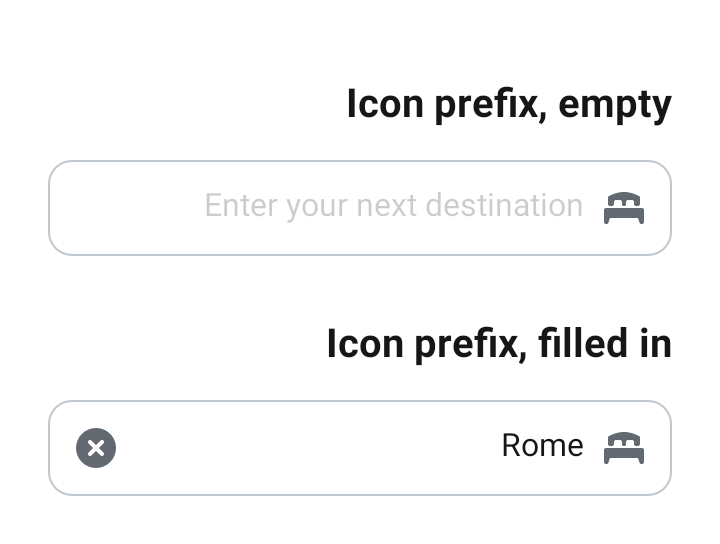 Icon prefix, empty
Enter your next destination
Icon prefix, filled in
Rome